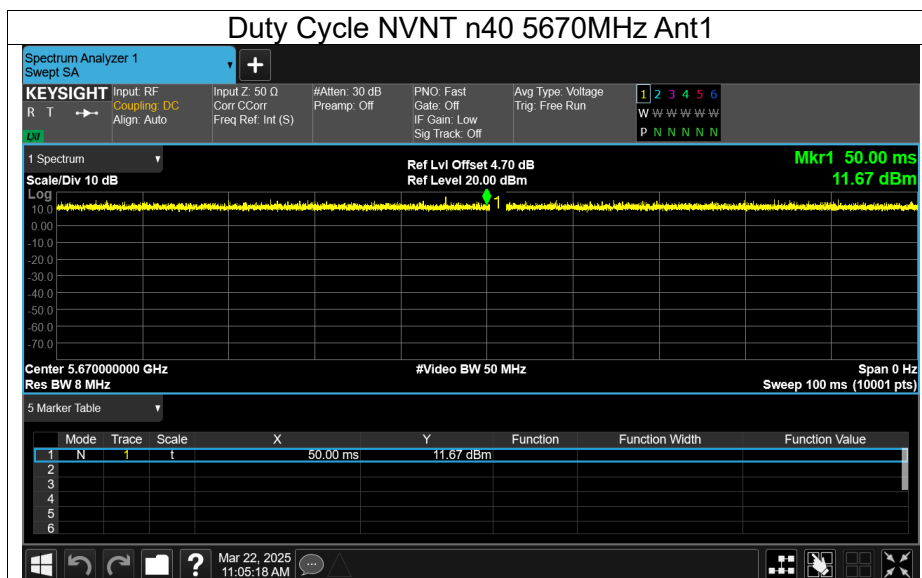 Duty Cycle NVNT n40 5670MHz Ant1
Spectrum Analyzer 1
Swept SA
KEYSIGHT
R T
LXI
Input: RF
Coupling: DC
Align: Auto
Input Z: 50 Ω
Corr CCorr
Freq Ref: Int (S)
#Atten: 30 dB
Preamp: Off
PNO: Fast
Gate: Off
IF Gain: Low
Sig Track: Off
Avg Type: Voltage
Trig: Free Run
1 2 3 4 5 6
W W W W W W
P N N N N N
1 Spectrum
Scale/Div 10 dB
Ref Lvl Offset 4.70 dB
Ref Level 20.00 dBm
Mkr1 50.00 ms
11.67 dBm
Log
10.0
0.00
-10.0
-20.0
-30.0
-40.0
-50.0
-60.0
-70.0
1
Center 5.670000000 GHz
Res BW 8 MHz
#Video BW 50 MHz
Span 0 Hz
Sweep 100 ms (10001 pts)
5 Marker Table
Mode Trace Scale X Y Function Function Width Function Value
1 N 1 t 50.00 ms 11.67 dBm
2
3
4
5
6
?
Mar 22, 2025
11:05:18 AM